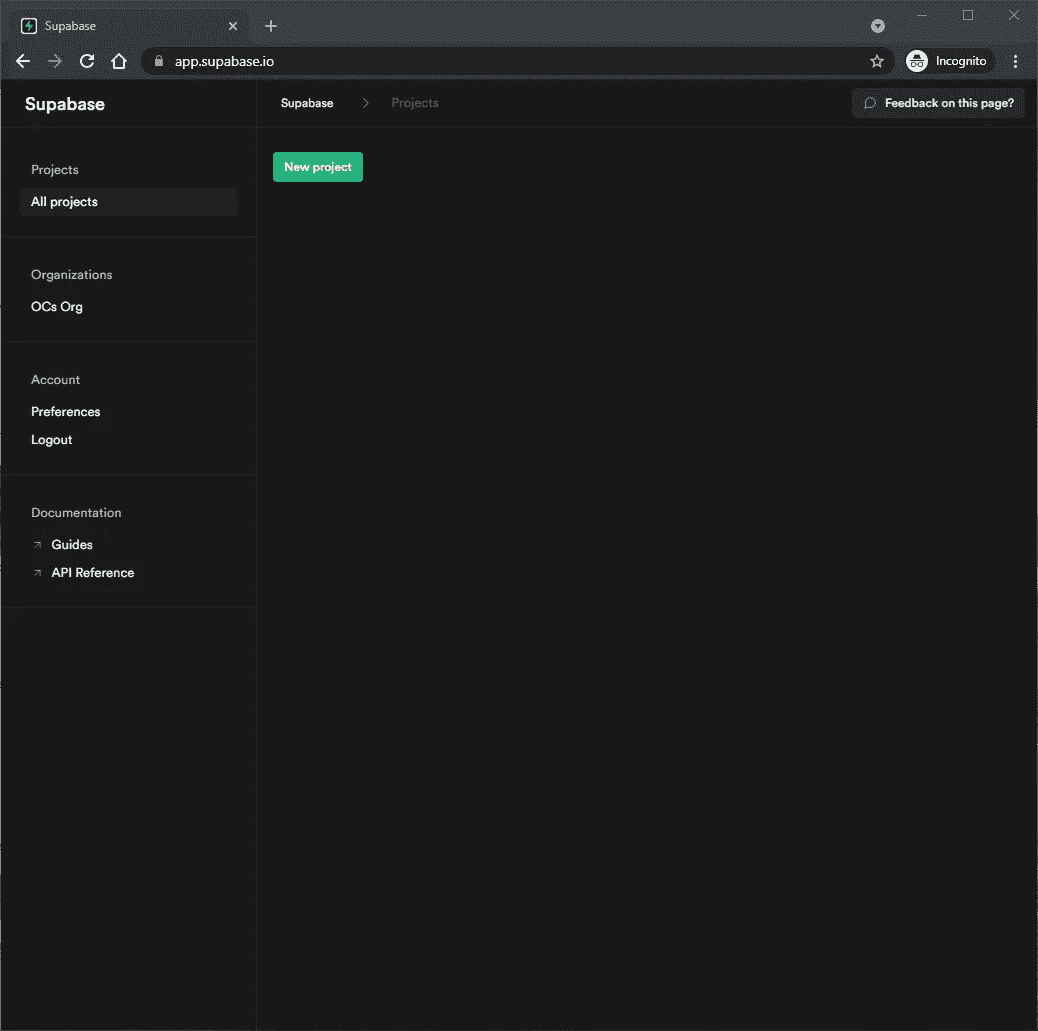 Supabase
app.supabase.io
Incognito
Supabase
Supabase
Projects
Feedback on this page?
Projects
New project
All projects
Organizations
OCs Org
Account
Preferences
Logout
Documentation
Guides
API Reference